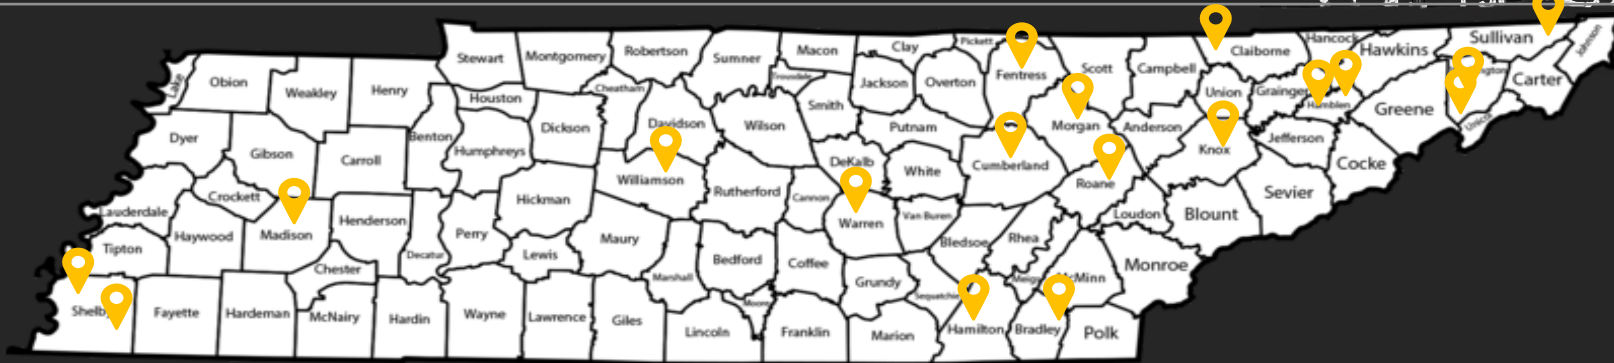 Lake
Obion
Weakley
Henry
Stewart
Montgomery
Robertson
Sumner
Macon
Clay
Pickett
Fentress
Scott
Campbell
Claiborne
Hancock
Hawkins
Sullivan
Johnson
Carter
Greene
Unicoi
Hamblen
Grainger
Union
Trousdale
Jackson
Overton
Smith
Putnam
Morgan
Anderson
Knox
Jefferson
Cocke
Sevier
Blount
Loudon
Roane
Cumberland
White
DeKalb
Wilson
Davidson
Cheatham
Houston
Dickson
Humphreys
Benton
Carroll
Gibson
Dyer
Lauderdale
Crockett
Haywood
Madison
Henderson
Decatur
Perry
Hickman
Williamson
Rutherford
Cannon
Warren
Van Buren
Bledsoe
Rhea
Meigs
McMinn
Monroe
Polk
Bradley
Hamilton
Sequatchie
Grundy
Coffee
Bedford
Marshall
Maury
Lewis
Chester
Tipton
Shelby
Fayette
Hardeman
McNairy
Hardin
Wayne
Lawrence
Giles
Lincoln
Moore
Franklin
Marion